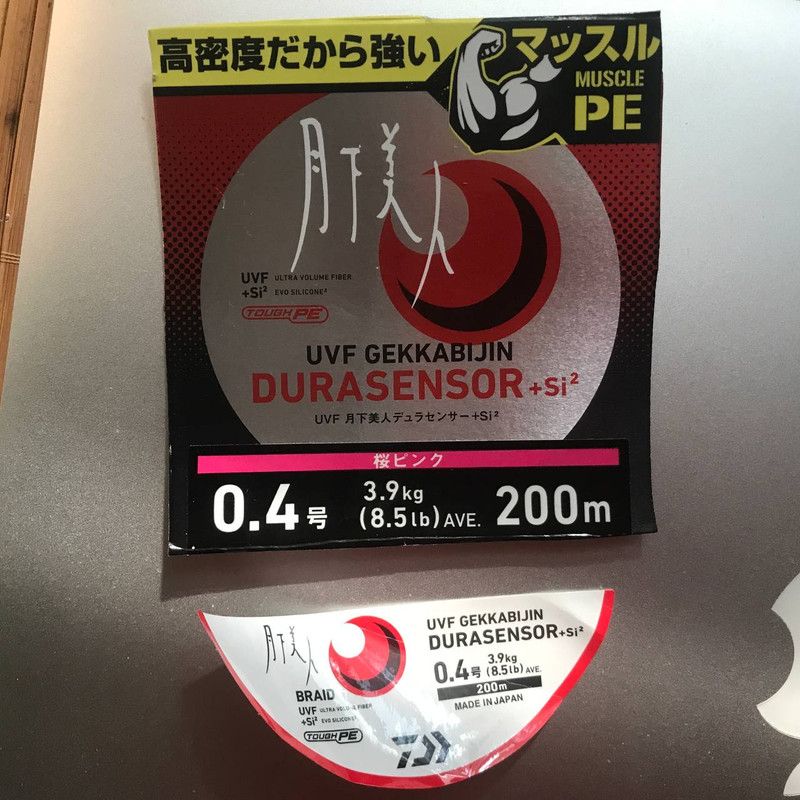 高密度だから強い
マッスル
MUSCLE
PE
月下美人
UVF ULTRA VOLUME FIBER
+Si² EVO SILICONE²
TOUGH PE
UVF GEKKABIJIN
DURASENSOR +Si²
UVF 月下美人デュラセンサー +Si²
桜ピンク
0.4号 3.9kg (8.5lb) AVE. 200m
月下美人
BRAID
UVF ULTRA VOLUME FIBER
+Si² EVO SILICONE²
TOUGH PE
UVF GEKKABIJIN
DURASENSOR +Si²
0.4号 3.9kg (8.5lb) AVE.
200m
MADE IN JAPAN